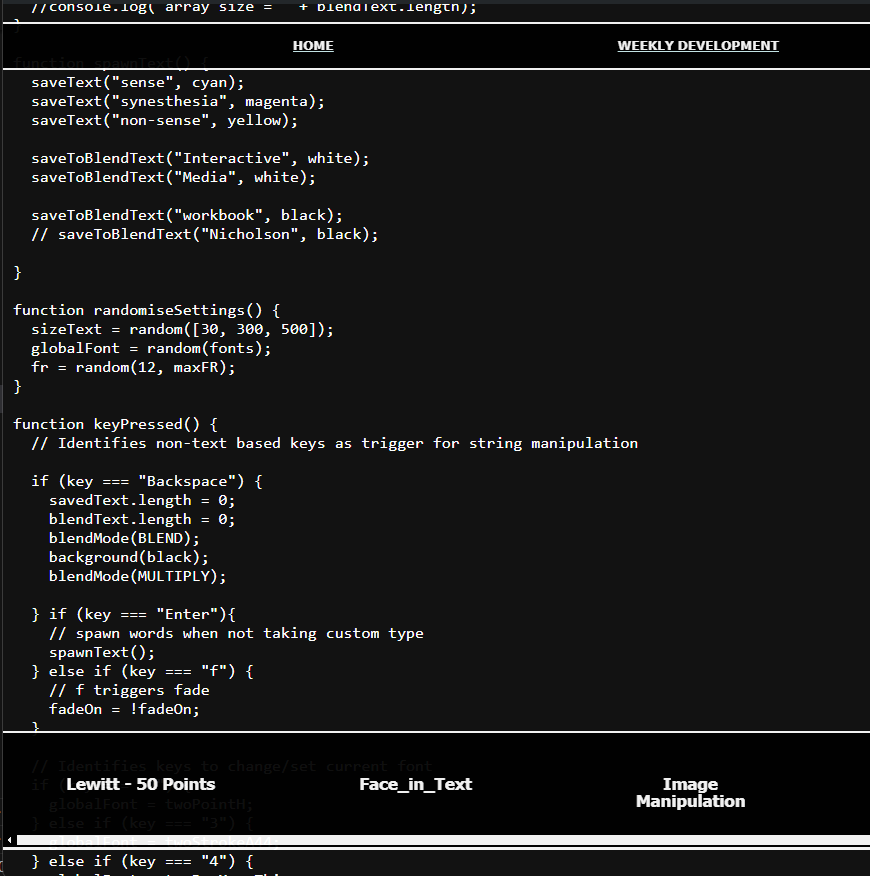 //console.log( array size =   + blendText.length);
}
HOME WEEKLY DEVELOPMENT
function spawnText() {
saveText("sense", cyan);
saveText("synesthesia", magenta);
saveText("non-sense", yellow);
saveToBlendText("Interactive", white);
saveToBlendText("Media", white);
saveToBlendText("workbook", black);
// saveToBlendText("Nicholson", black);
}
function randomiseSettings() {
sizeText = random([30, 300, 500]);
globalFont = random(fonts);
fr = random(12, maxFR);
}
function keyPressed() {
// Identifies non-text based keys as trigger for string manipulation
if (key === "Backspace") {
savedText.length = 0;
blendText.length = 0;
blendMode(BLEND);
background(black);
blendMode(MULTIPLY);
} if (key === "Enter"){
// spawn words when not taking custom type
spawnText();
} else if (key === "f") {
// f triggers fade
fadeOn = !fadeOn;
}
// Identifies keys to change/set current font
if (
Lewitt - 50 Points Face_in_Text Image
Manipulation
globalFont = twoPointH;
} else if (key === "3") {
} else if (key === "4") {